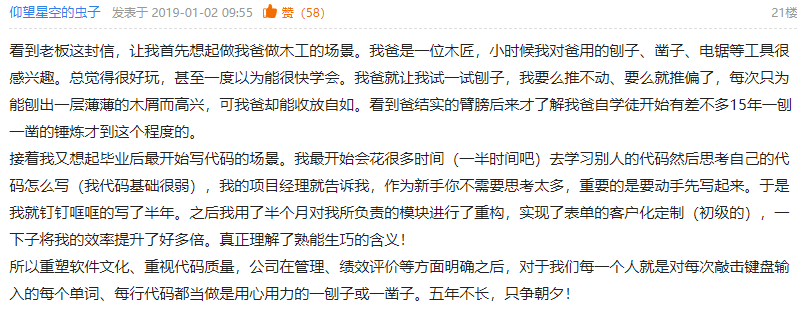 仰望星空的虫子 发表于 2019-01-02 09:55 赞（58） 21楼
看到老板这封信，让我首先想起做我爸做木工的场景。我爸是一位木匠，小时候我对爸用的刨子、凿子、电锯等工具很
感兴趣。总觉得很好玩，甚至一度以为能很快学会。我爸就让我试一试刨子，我要么推不动、要么就推偏了，每次只为
能刨出一层薄薄的木屑而高兴，可我爸却能收放自如。看到爸结实的臂膀后来才了解我爸自学徒开始有差不多15年一刨
一凿的锤炼才到这个程度的。
接着我又想起毕业后最开始写代码的场景。我最开始会花很多时间（一半时间吧）去学习别人的代码然后思考自己的代
码怎么写（我代码基础很弱），我的项目经理就告诉我，作为新手你不需要思考太多，重要的是要动手先写起来。于是
我就钉钉哐哐的写了半年。之后我用了半个月对我所负责的模块进行了重构，实现了表单的客户化定制（初级的），一
下子将我的效率提升了好多倍。真正理解了熟能生巧的含义！
所以重塑软件文化、重视代码质量，公司在管理、绩效评价等方面明确之后，对于我们每一个人就是对每次敲击键盘输
入的每个单词、每行代码都当做是用心用力的一刨子或一凿子。五年不长，只争朝夕！